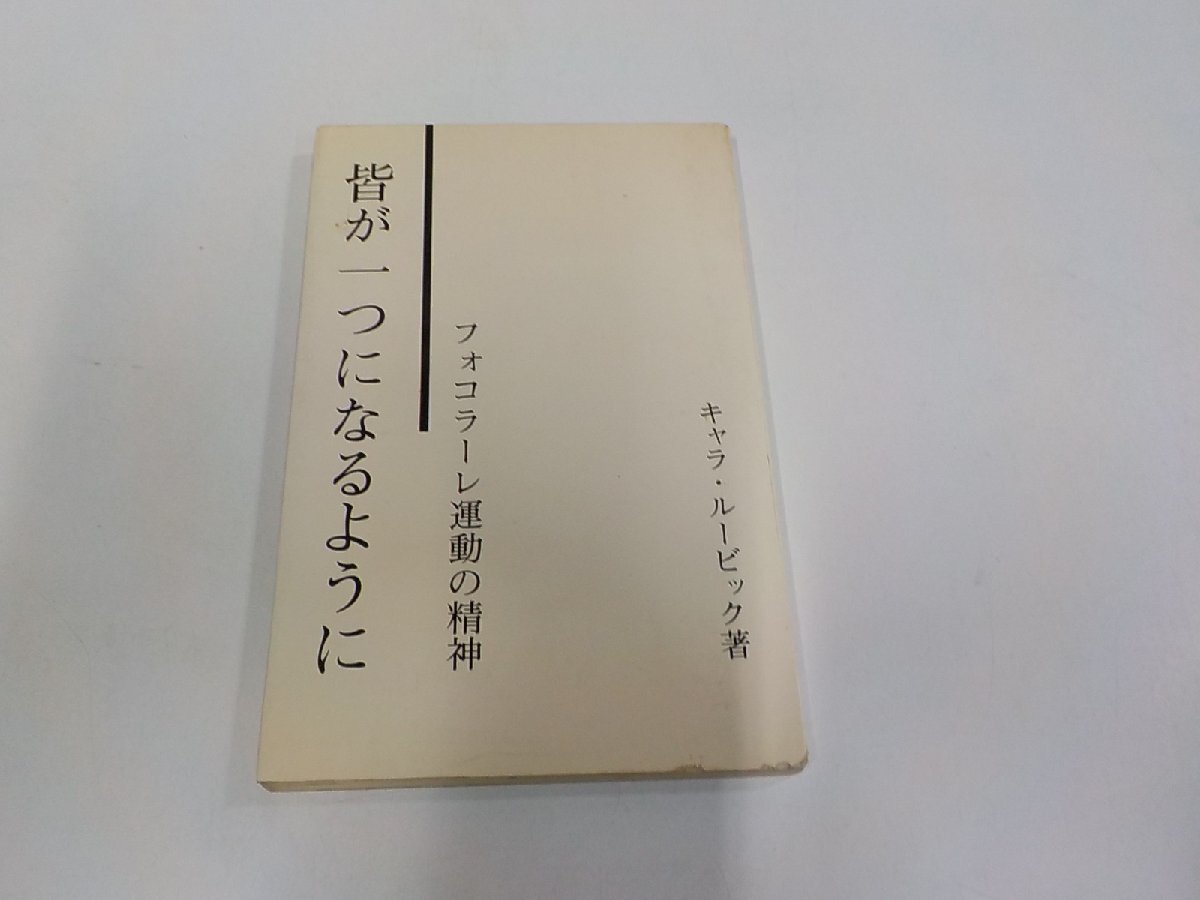 皆が一つになるように
フォコラーレ運動の精神
キャラ・ルービック著